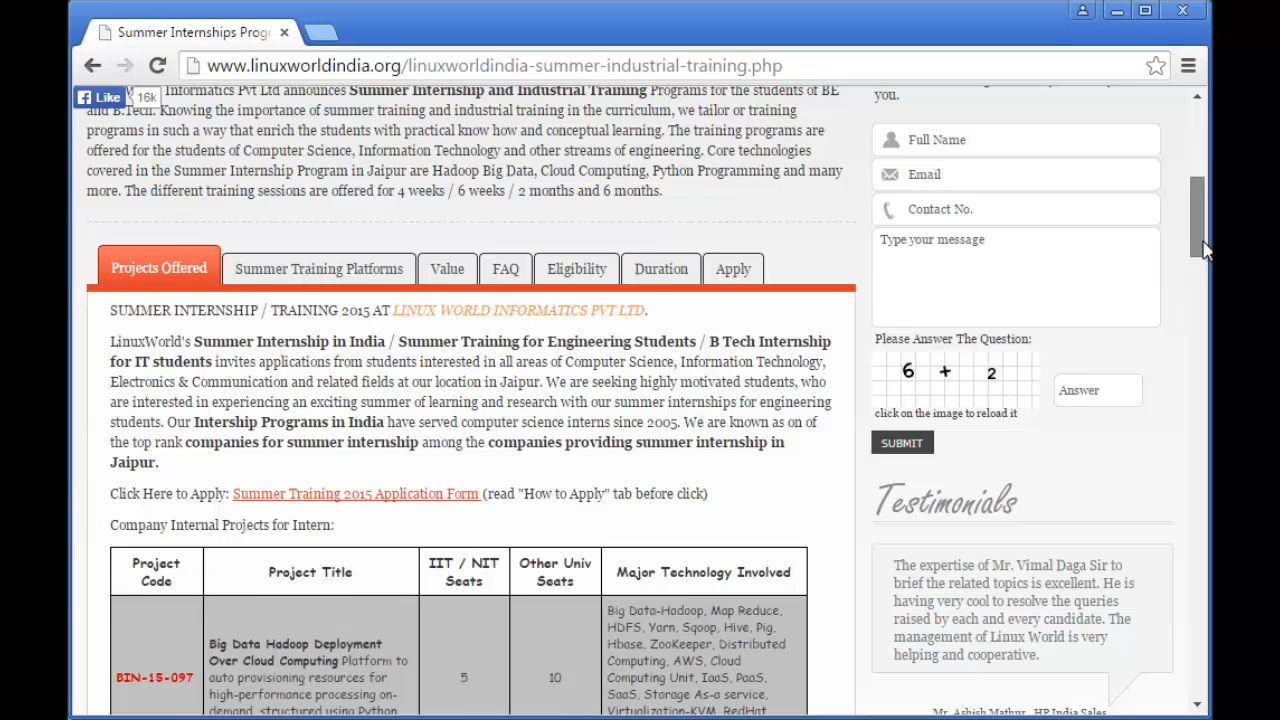 Summer Internships Prog
www.linuxworldindia.org/linuxworldindia-summer-industrial-training.php
Like 16k
Informatics Pvt Ltd announces Summer Internship and Industrial Training Programs for the students of BE
and B.Tech. Knowing the importance of summer training and industrial training in the curriculum, we tailor or training
programs in such a way that enrich the students with practical know how and conceptual learning. The training programs are
offered for the students of Computer Science, Information Technology and other streams of engineering. Core technologies
covered in the Summer Internship Program in Jaipur are Hadoop Big Data, Cloud Computing, Python Programming and many
more. The different training sessions are offered for 4 weeks / 6 weeks / 2 months and 6 months.
Projects Offered
Summer Training Platforms
Value
FAQ
Eligibility
Duration
Apply
SUMMER INTERNSHIP / TRAINING 2015 AT LINUX WORLD INFORMATICS PVT LTD.
LinuxWorld's Summer Internship in India / Summer Training for Engineering Students / B Tech Internship
for IT students invites applications from students interested in all areas of Computer Science, Information Technology,
Electronics & Communication and related fields at our location in Jaipur. We are seeking highly motivated students, who
are interested in experiencing an exciting summer of learning and research with our summer internships for engineering
students. Our Intership Programs in India have served computer science interns since 2005. We are known as on of
the top rank companies for summer internship among the companies providing summer internship in
Jaipur.
Click Here to Apply: Summer Training 2015 Application Form (read "How to Apply" tab before click)
Company Internal Projects for Intern:
Project
Code
Project Title
IIT / NIT
Seats
Other Univ
Seats
Major Technology Involved
BIN-15-097
Big Data Hadoop Deployment
Over Cloud Computing Platform to
auto provisioning resources for
high-performance processing on-
demand, structured using Python
5
10
Big Data-Hadoop, Map Reduce,
HDFS, Yarn, Sqoop, Hive, Pig,
Hbase, ZooKeeper, Distributed
Computing, AWS, Cloud
Computing Unit, IaaS, PaaS,
SaaS, Storage As-a service,
Virtualization-KVM, RedHat
you.
Full Name
Email
Contact No.
Type your message
Please Answer The Question:
6 + 2
Answer
click on the image to reload it
SUBMIT
Testimonials
The expertise of Mr. Vimal Daga Sir to
brief the related topics is excellent. He is
having very cool to resolve the queries
raised by each and every candidate. The
management of Linux World is very
helping and cooperative.
Mr. Ashish Mathur, HP India Sales